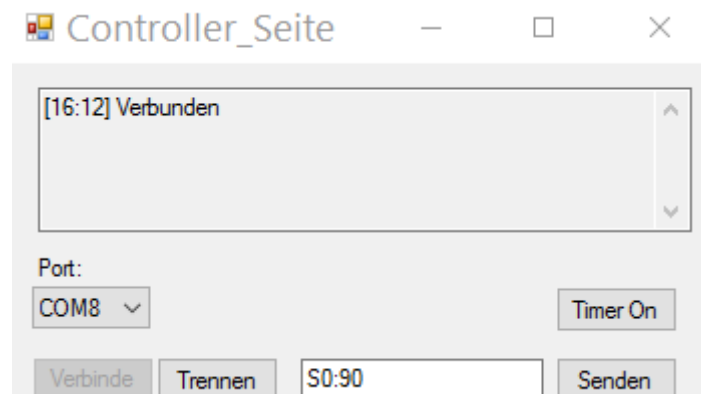 Controller_Seite
[16:12] Verbunden
Port:
COM8
Timer On
Verbinde Trennen S0:90 Senden